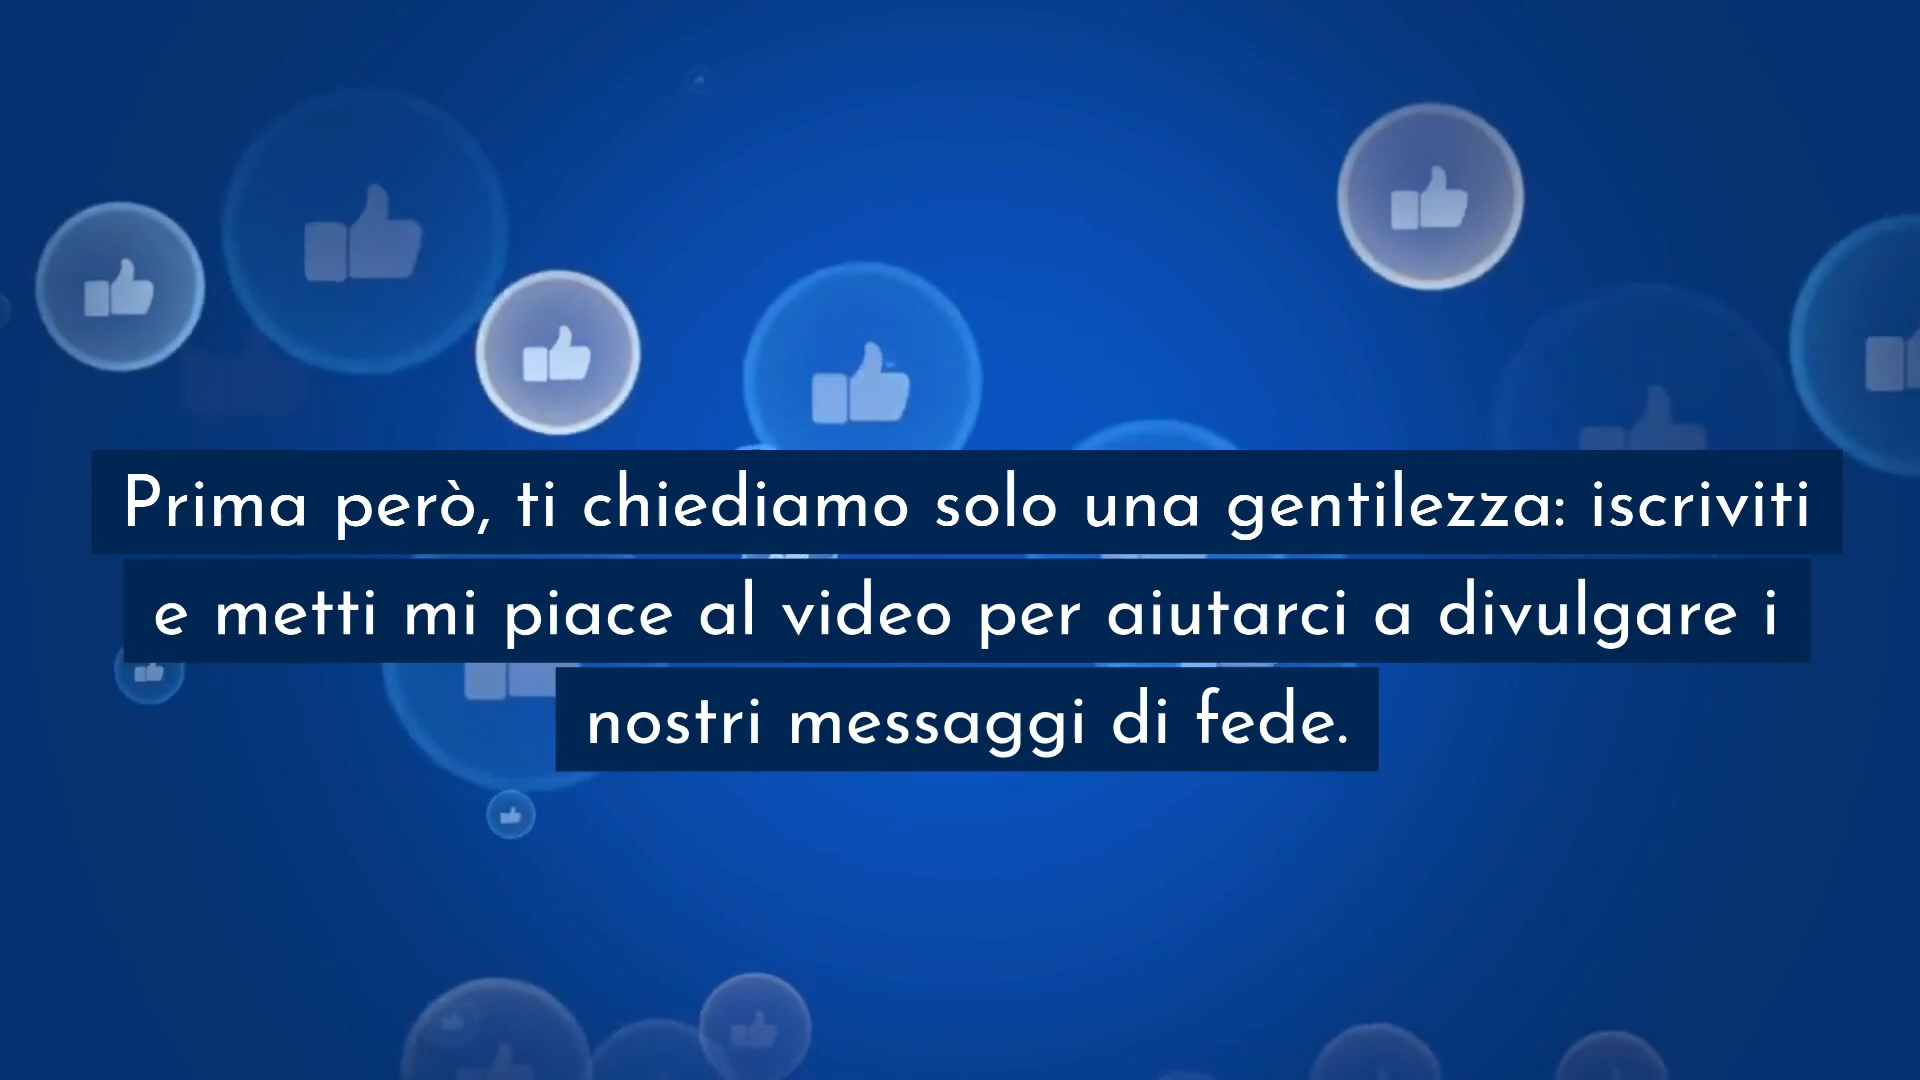 Prima però, ti chiediamo solo una gentilezza: iscriviti
e metti mi piace al video per aiutarci a divulgare i
nostri messaggi di fede.